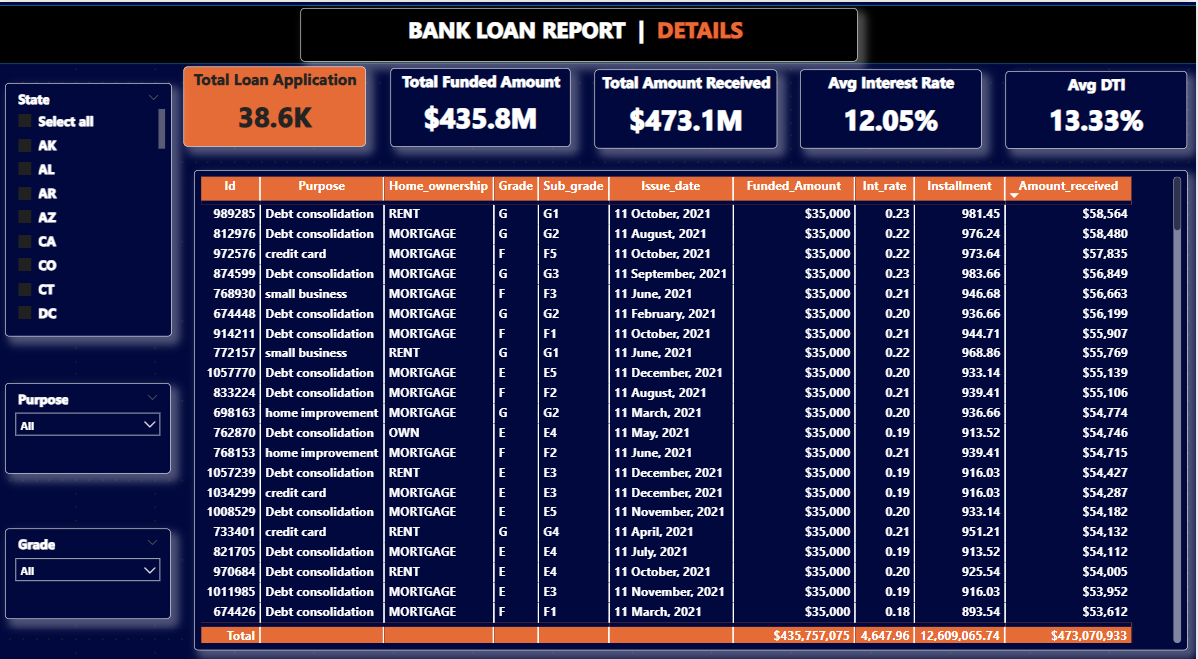 BANK LOAN REPORT | DETAILS
Total Loan Application
38.6K
Total Funded Amount
$435.8M
Total Amount Received
$473.1M
Avg Interest Rate
12.05%
Avg DTI
13.33%
State
Select all
AK
AL
AR
AZ
CA
CO
CT
DC
Purpose
All
Grade
All
Id Purpose Home_ownership Grade Sub_grade Issue_date Funded_Amount Int_rate Installment Amount_received
989285 Debt consolidation RENT G G1 11 October, 2021 $35,000 0.23 981.45 $58,564
812976 Debt consolidation MORTGAGE G G2 11 August, 2021 $35,000 0.22 976.24 $58,480
972576 credit card MORTGAGE F F5 11 October, 2021 $35,000 0.22 973.64 $57,835
874599 Debt consolidation MORTGAGE G G3 11 September, 2021 $35,000 0.23 983.66 $56,849
768930 small business MORTGAGE F F3 11 June, 2021 $35,000 0.21 946.68 $56,663
674448 Debt consolidation MORTGAGE G G2 11 February, 2021 $35,000 0.20 936.66 $56,199
914211 Debt consolidation MORTGAGE F F1 11 October, 2021 $35,000 0.21 944.71 $55,907
772157 small business RENT G G1 11 June, 2021 $35,000 0.22 968.86 $55,769
1057770 Debt consolidation MORTGAGE E E5 11 December, 2021 $35,000 0.20 933.14 $55,139
833224 Debt consolidation MORTGAGE F F2 11 August, 2021 $35,000 0.21 939.41 $55,106
698163 home improvement MORTGAGE G G2 11 March, 2021 $35,000 0.20 936.66 $54,774
762870 Debt consolidation OWN E E4 11 May, 2021 $35,000 0.19 913.52 $54,746
768153 home improvement MORTGAGE F F2 11 June, 2021 $35,000 0.21 939.41 $54,715
1057239 Debt consolidation RENT E E3 11 December, 2021 $35,000 0.19 916.03 $54,427
1034299 credit card MORTGAGE E E3 11 December, 2021 $35,000 0.19 916.03 $54,287
1008529 Debt consolidation MORTGAGE E E5 11 November, 2021 $35,000 0.20 933.14 $54,182
733401 credit card RENT G G4 11 April, 2021 $35,000 0.21 951.21 $54,132
821705 Debt consolidation MORTGAGE E E4 11 July, 2021 $35,000 0.19 913.52 $54,112
970684 Debt consolidation RENT E E4 11 October, 2021 $35,000 0.20 925.54 $54,005
1011985 Debt consolidation MORTGAGE E E3 11 November, 2021 $35,000 0.19 916.03 $53,952
674426 Debt consolidation MORTGAGE F F1 11 March, 2021 $35,000 0.18 893.54 $53,612
Total $435,757,075 4,647.96 12,609,065.74 $473,070,933